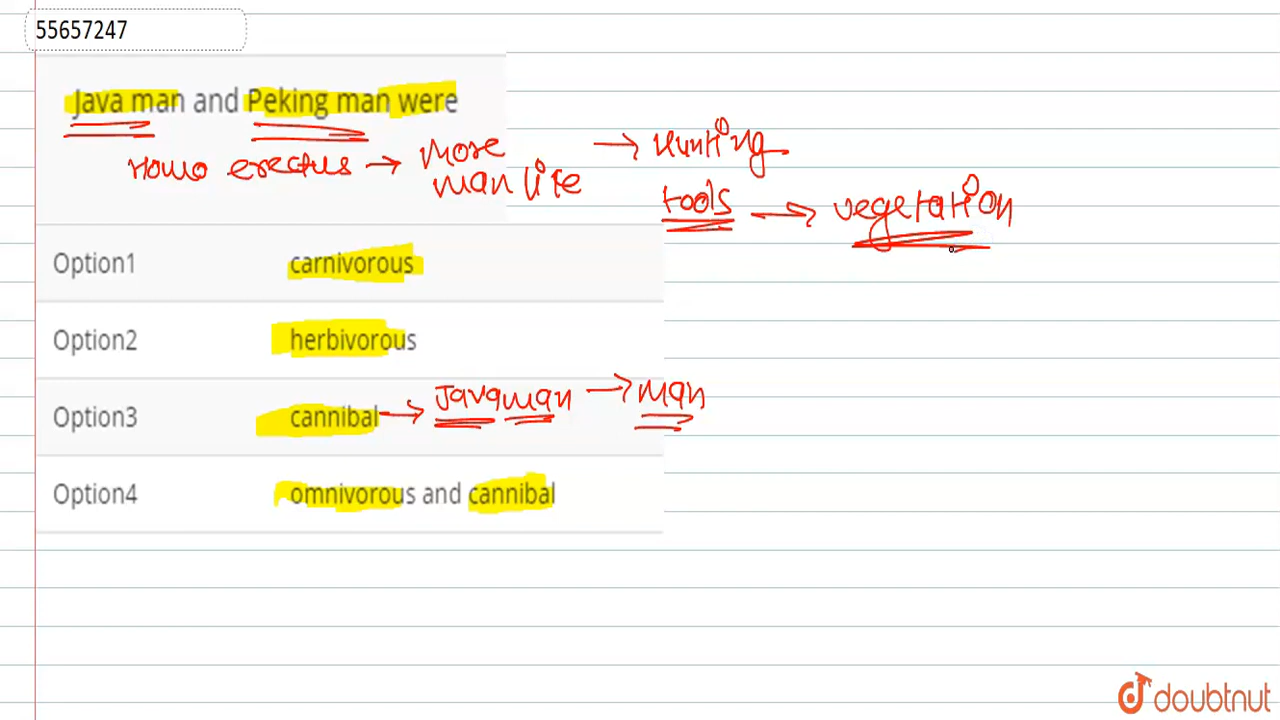 55657247
Java man and Peking man were
Homo erectus → More → Hunting
man like
tools → vegetation
Option1 carnivorous
Option2 herbivorous
Option3 cannibal → Javaman → Man
Option4 omnivorous and cannibal
doubtnut